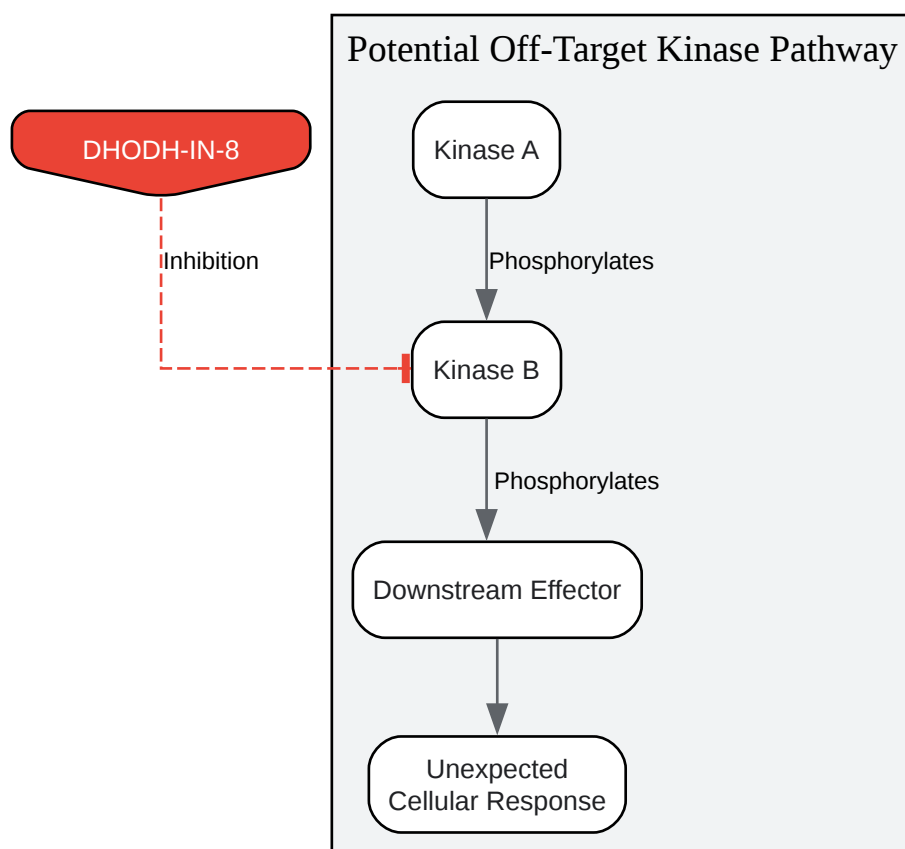 Potential Off-Target Kinase Pathway
DHODH-IN-8
Kinase A
Inhibition
Phosphorylates
Kinase B
Phosphorylates
Downstream Effector
Unexpected
Cellular Response